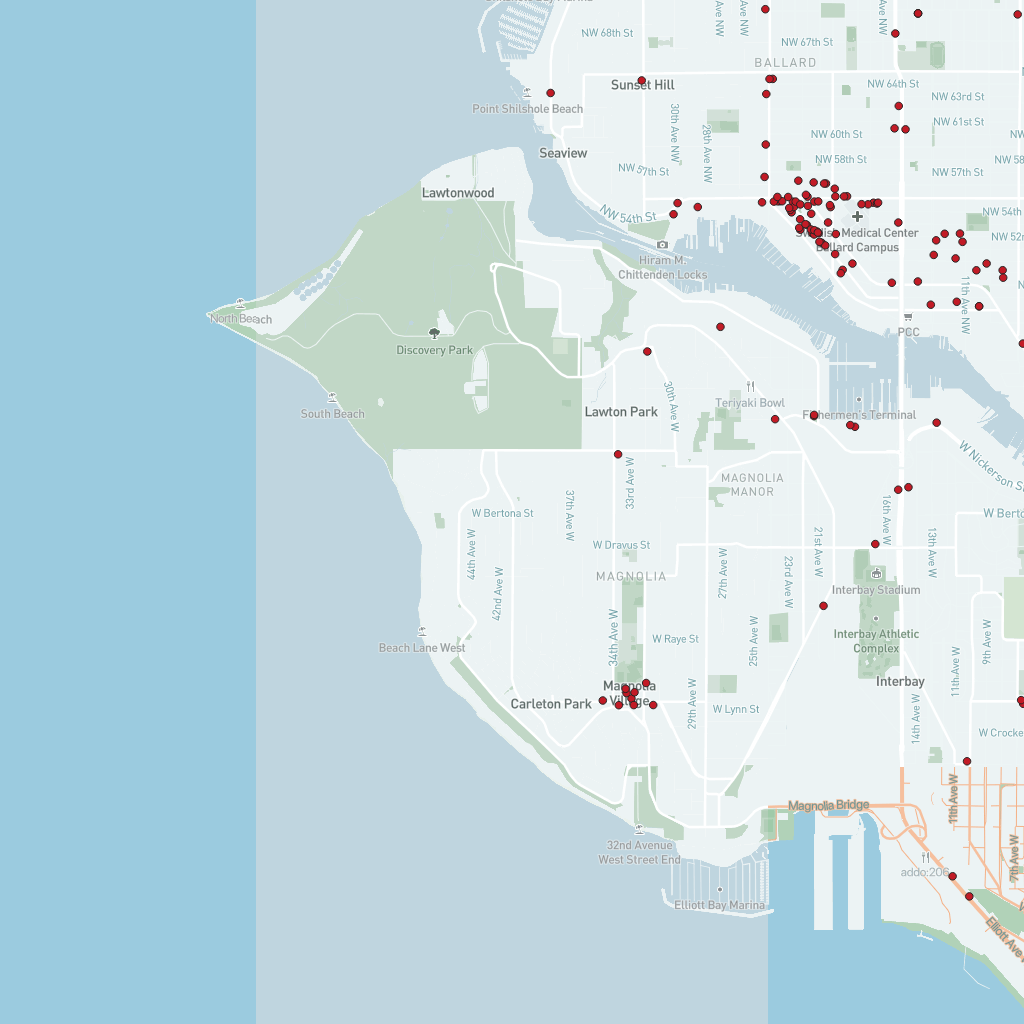 NW 68th St
NW 67th St
BALLARD
Sunset Hill
NW 64th St
NW 63rd St
Point Shilshole Beach
NW 61st St
NW 60th St
30th Ave NW
28th Ave NW
Seaview
NW 58th St
NW 57th St
NW 57th St
Lawtonwood
NW 54th St
NW 54th
Swedish Medical Center
Ballard Campus
Hiram M.
Chittenden Locks
11th Ave NW
North Beach
PCC
Discovery Park
Teriyaki Bowl
South Beach
Lawton Park
30th Ave W
Fishermen's Terminal
W Nickerson S
MAGNOLIA
MANOR
33rd Ave W
37th Ave W
W Bertona St
16th Ave W
W Berto
44th Ave W
W Dravus St
21st Ave W
13th Ave W
27th Ave W
23rd Ave W
MAGNOLIA
42nd Ave W
Interbay Stadium
34th Ave W
W Raye St
25th Ave W
Interbay Athletic
Complex
9th Ave W
Beach Lane West
11th Ave W
Interbay
Magnolia
Village
Carleton Park
29th Ave W
W Lynn St
14th Ave W
W Crocke
11th Ave W
Magnolia Bridge
32nd Avenue
West Street End
7th Ave W
addo:206
Elliott Bay Marina
Elliott Ave W